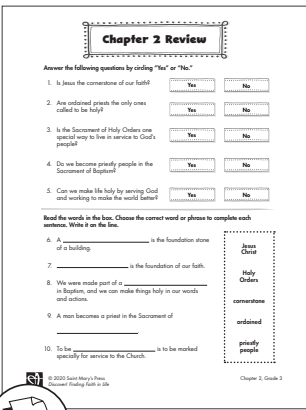 Chapter 2 Review
Answer the following questions by circling "Yes" or "No."
1. Is Jesus the cornerstone of our faith? Yes No
2. Are ordained priests the only ones
called to be holy? Yes No
3. Is the Sacrament of Holy Orders one
special way to live in service to God's
people? Yes No
4. Do we become priestly people in the
Sacrament of Baptism? Yes No
5. Can we make life holy by serving God
and working to make the world better? Yes No
Read the words in the box. Choose the correct word or phrase to complete each
sentence. Write it on the line.
6. A ____________ is the foundation stone
of a building.
7. ____________ is the foundation of our faith.
8. We were made part of a ____________
in Baptism, and we can make things holy in our words
and actions.
9. A man becomes a priest in the Sacrament of
____________.
10. To be ____________ is to be marked
specially for service to the Church.
Jesus
Christ
Holy
Orders
cornerstone
ordained
priestly
people
© 2020 Saint Mary's Press
Discover! Finding Faith in Life
Chapter 2, Grade 3